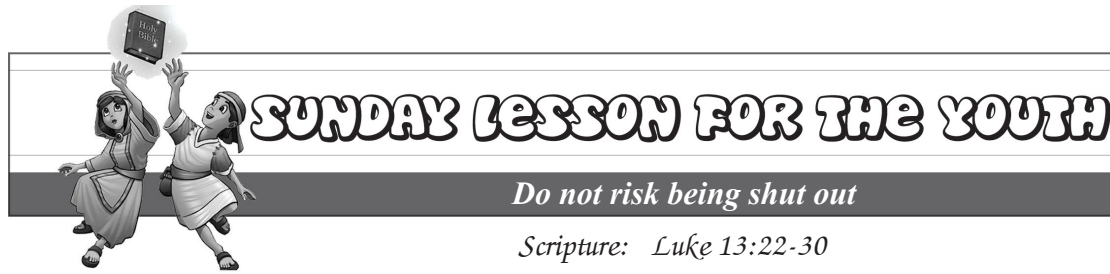 Holy
Bible
SUNDAY LESSON FOR THE YOUTH
Do not risk being shut out
Scripture: Luke 13:22-30